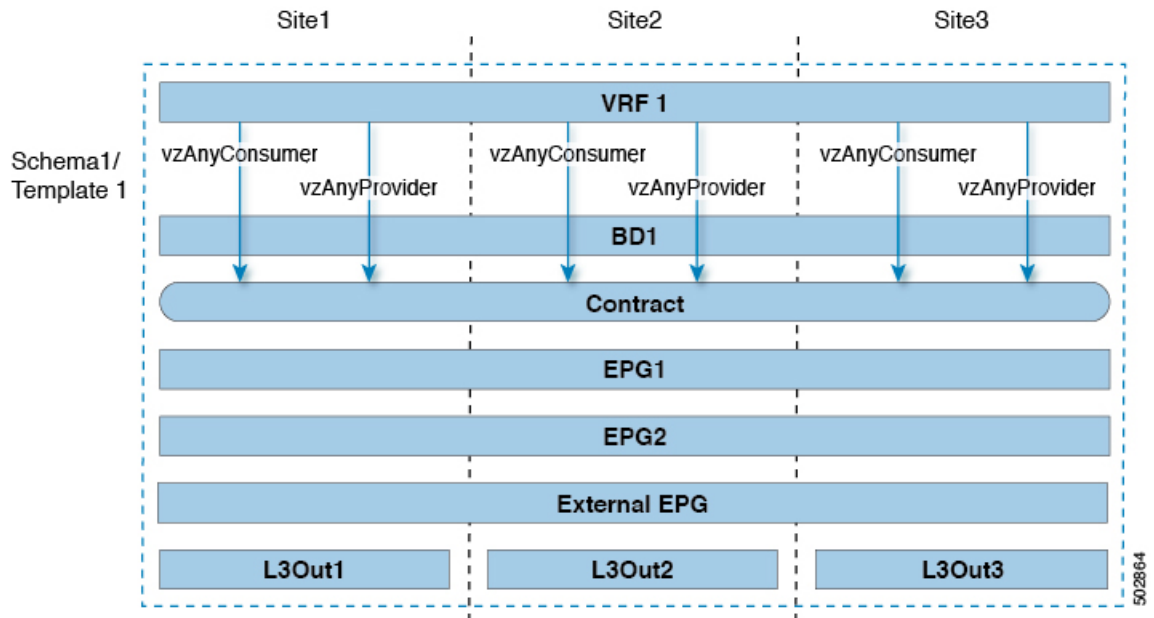 Site1 Site2 Site3
VRF 1
Schema1/
Template 1
vzAnyConsumer vzAnyConsumer vzAnyConsumer
vzAnyProvider vzAnyProvider vzAnyProvider
BD1
Contract
EPG1
EPG2
External EPG
L3Out1 L3Out2 L3Out3
502864